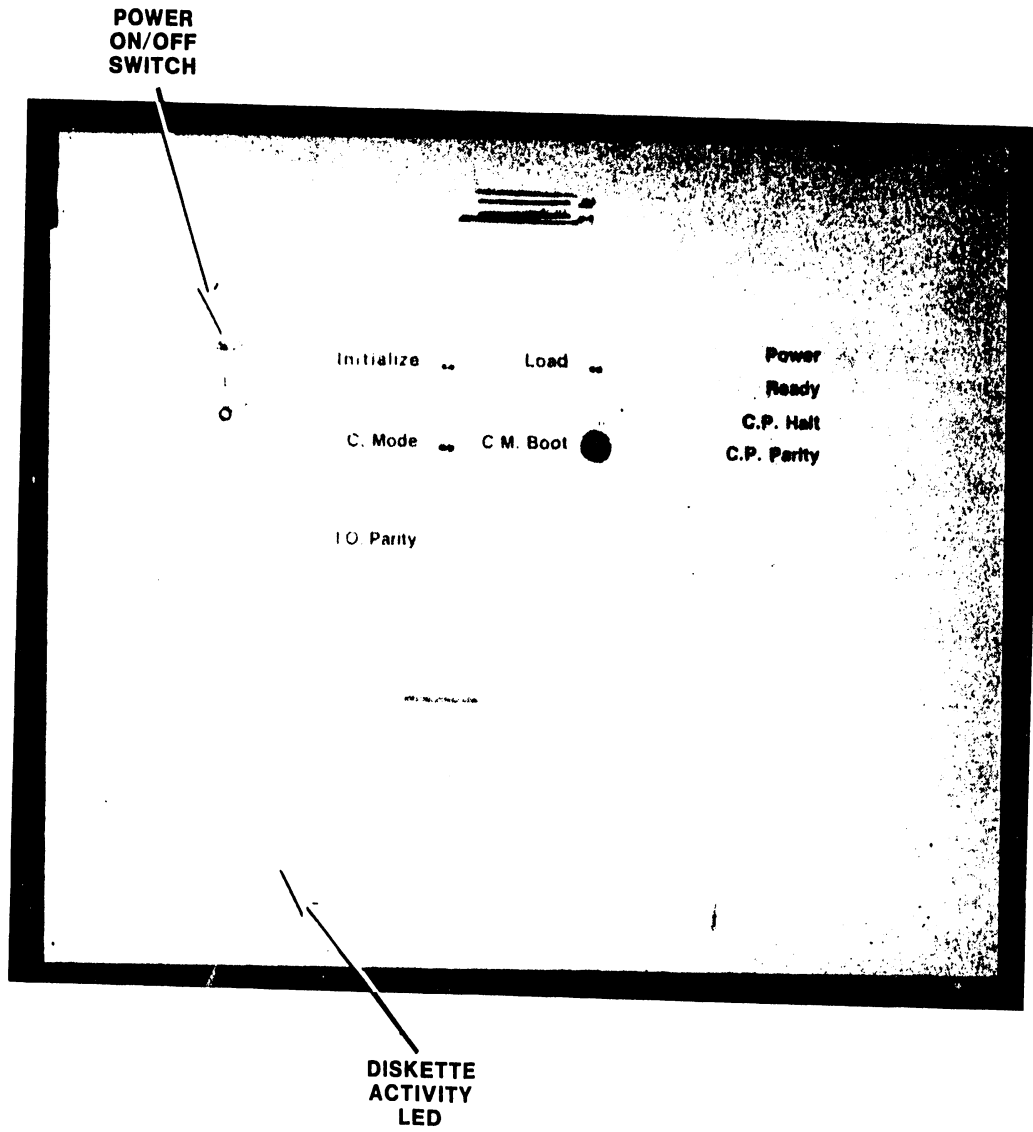 POWER
ON/OFF
SWITCH
Initialize
Load
Power
Ready
C.P. Halt
C. Mode
C M. Boot
C.P. Parity
I O. Parity
DISKETTE
ACTIVITY
LED